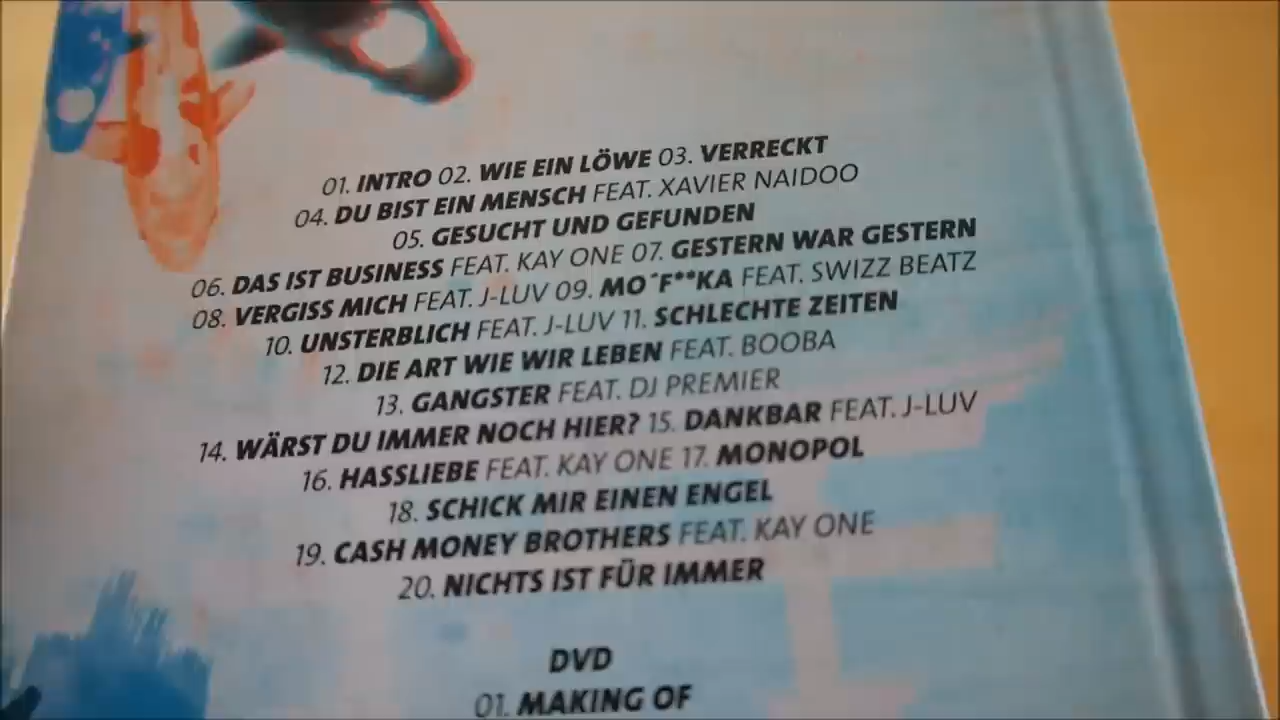 01. INTRO 02. WIE EIN LÖWE 03. VERRECKT
04. DU BIST EIN MENSCH FEAT. XAVIER NAIDOO
05. GESUCHT UND GEFUNDEN
06. DAS IST BUSINESS FEAT. KAY ONE 07. GESTERN WAR GESTERN
08. VERGISS MICH FEAT. J-LUV 09. MO´F**KA FEAT. SWIZZ BEATZ
10. UNSTERBLICH FEAT. J-LUV 11. SCHLECHTE ZEITEN
12. DIE ART WIE WIR LEBEN FEAT. BOOBA
13. GANGSTER FEAT. DJ PREMIER
14. WÄRST DU IMMER NOCH HIER? 15. DANKBAR FEAT. J-LUV
16. HASSLIEBE FEAT. KAY ONE 17. MONOPOL
18. SCHICK MIR EINEN ENGEL
19. CASH MONEY BROTHERS FEAT. KAY ONE
20. NICHTS IST FÜR IMMER
DVD
01. MAKING OF